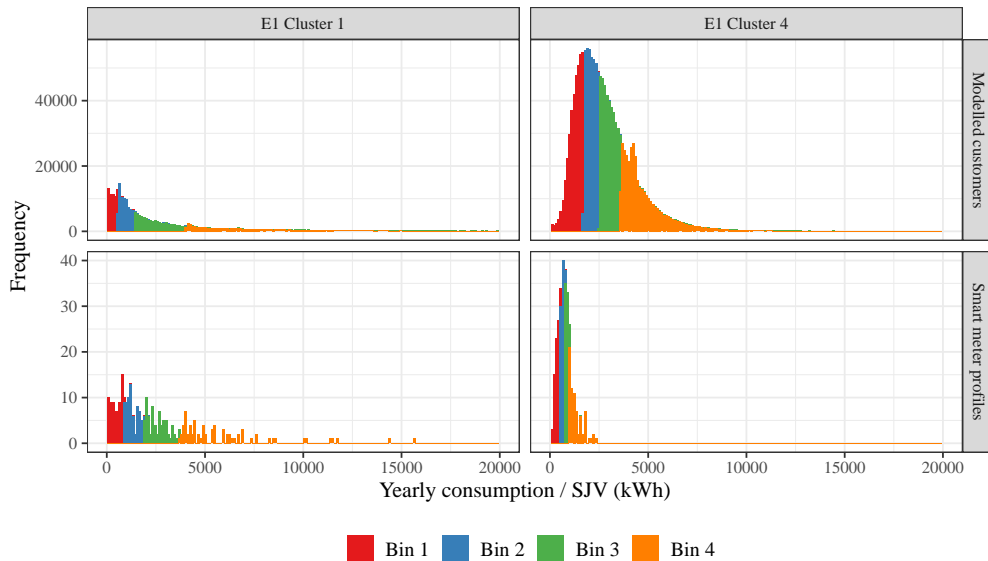 E1 Cluster 1
E1 Cluster 4
Frequency
Modelled customers
40000
20000
0
Smart meter profiles
40
30
20
10
0
0 5000 10000 15000 20000
0 5000 10000 15000 20000
Yearly consumption / SJV (kWh)
Bin 1 Bin 2 Bin 3 Bin 4